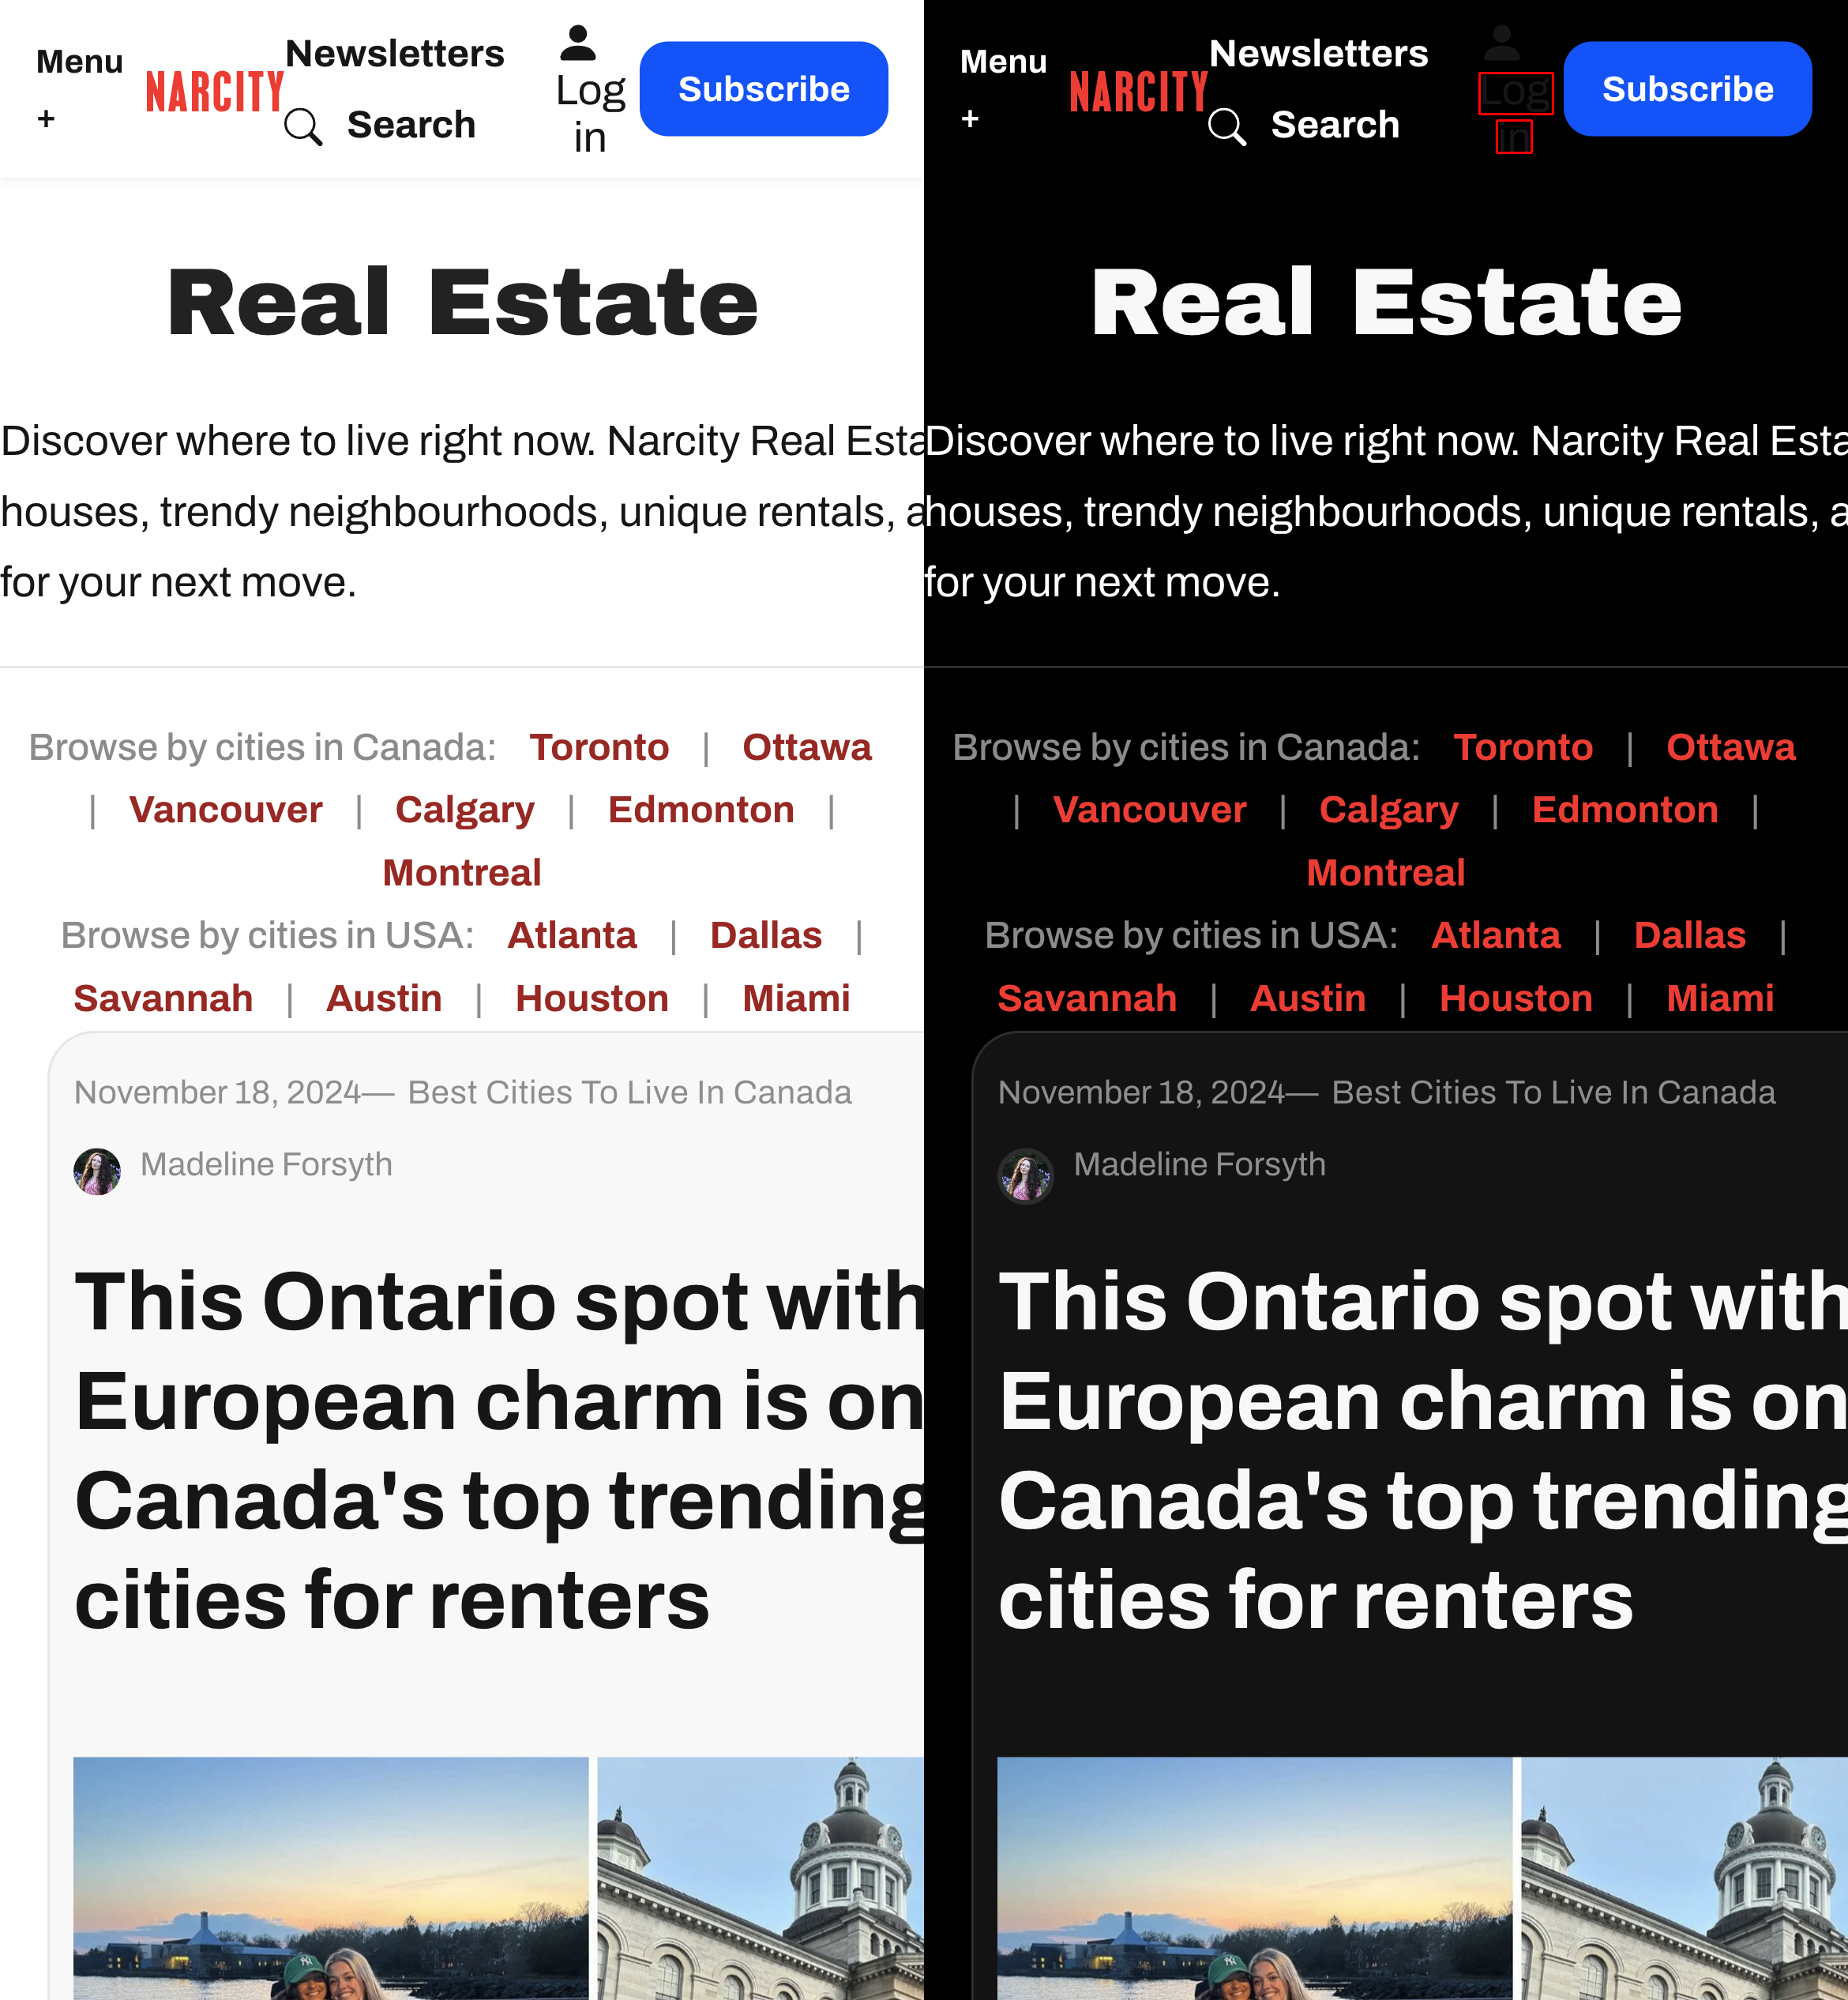 Menu
+
NARCITY
Newsletters
Search
Log
in
Subscribe
Real Estate
Discover where to live right now. Narcity Real Esta
houses, trendy neighbourhoods, unique rentals, a
for your next move.
Browse by cities in Canada: Toronto | Ottawa
| Vancouver | Calgary | Edmonton |
Montreal
Browse by cities in USA: Atlanta | Dallas |
Savannah | Austin | Houston | Miami
November 18, 2024— Best Cities To Live In Canada
Madeline Forsyth
This Ontario spot with
European charm is on
Canada's top trending
cities for renters
Menu
+
NARCITY
Newsletters
Search
Log
in
Subscribe
Real Estate
Discover where to live right now. Narcity Real Esta
houses, trendy neighbourhoods, unique rentals, a
for your next move.
Browse by cities in Canada: Toronto | Ottawa
| Vancouver | Calgary | Edmonton |
Montreal
Browse by cities in USA: Atlanta | Dallas |
Savannah | Austin | Houston | Miami
November 18, 2024— Best Cities To Live In Canada
Madeline Forsyth
This Ontario spot with
European charm is on
Canada's top trending
cities for renters